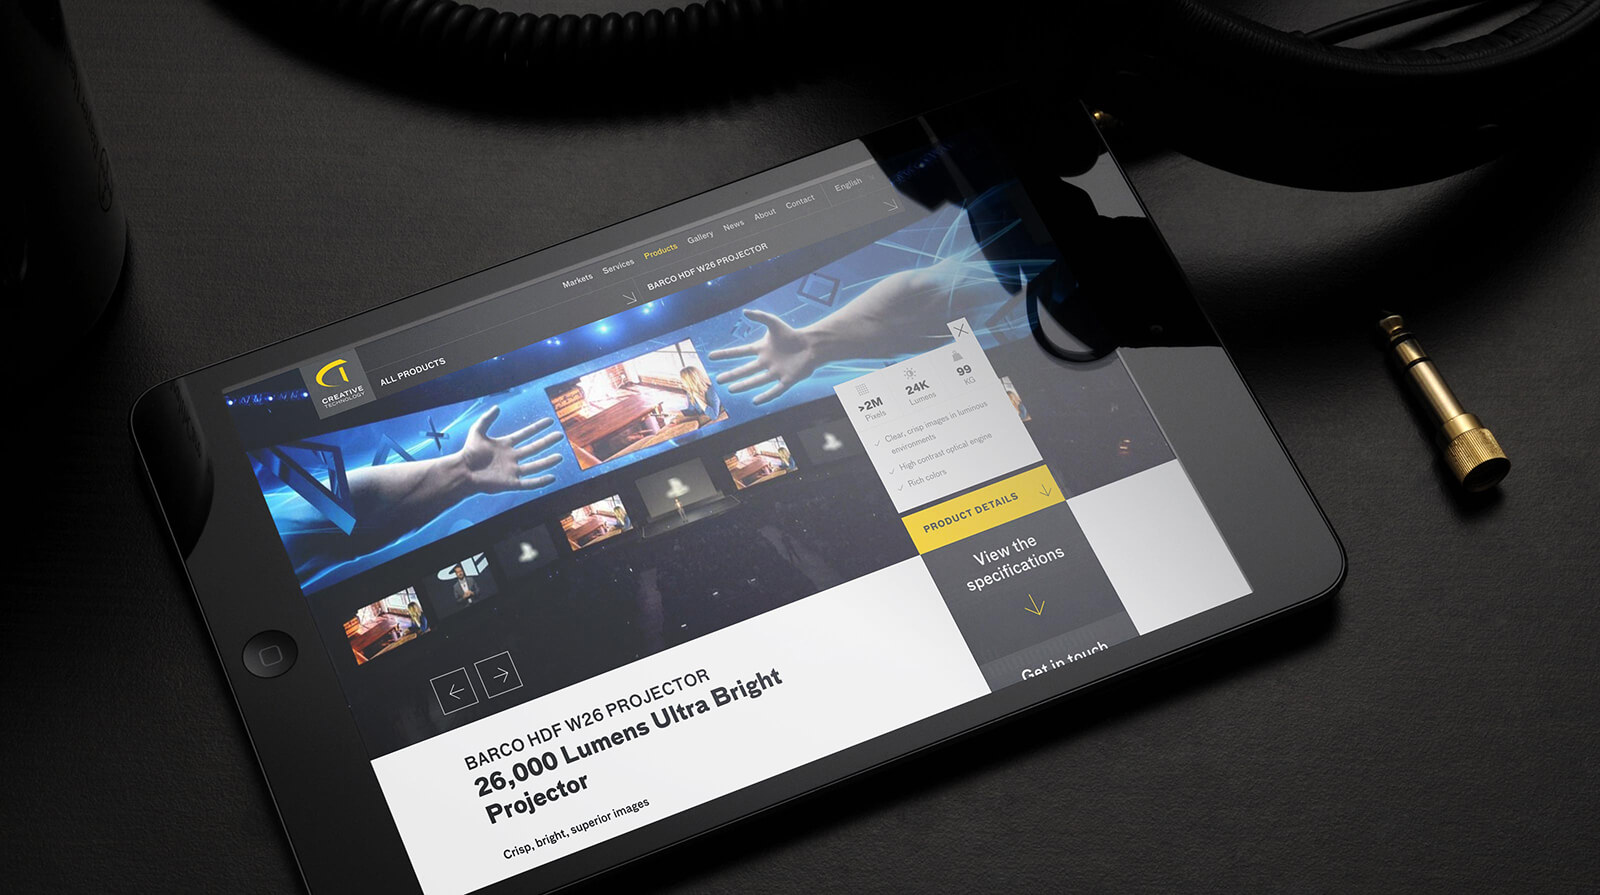 Markets Services Products Gallery News About Contact English
BARCO HDF W26 PROJECTOR
CREATIVE
TECHNOLOGY
ALL PRODUCTS
>2M
Pixels
24K
Lumens
99
KG
Clear, crisp images in luminous
environments
High contrast optical engine
Rich colors
PRODUCT DETAILS
View the
specifications
Get in touch
BARCO HDF W26 PROJECTOR
26,000 Lumens Ultra Bright
Projector
Crisp, bright, superior images